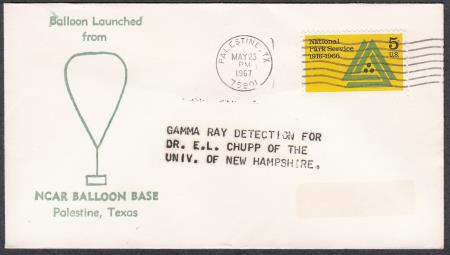 Balloon Launched
from
NCAR BALLOON BASE
Palestine, Texas
PALESTINE, TX
MAY 23
PM
1967
75801
National
Park Service
1916-1966
5
U.S.
GAMMA RAY DETECTION FOR
DR. E.L. CHUPP OF THE
UNIV. OF NEW HAMPSHIRE.